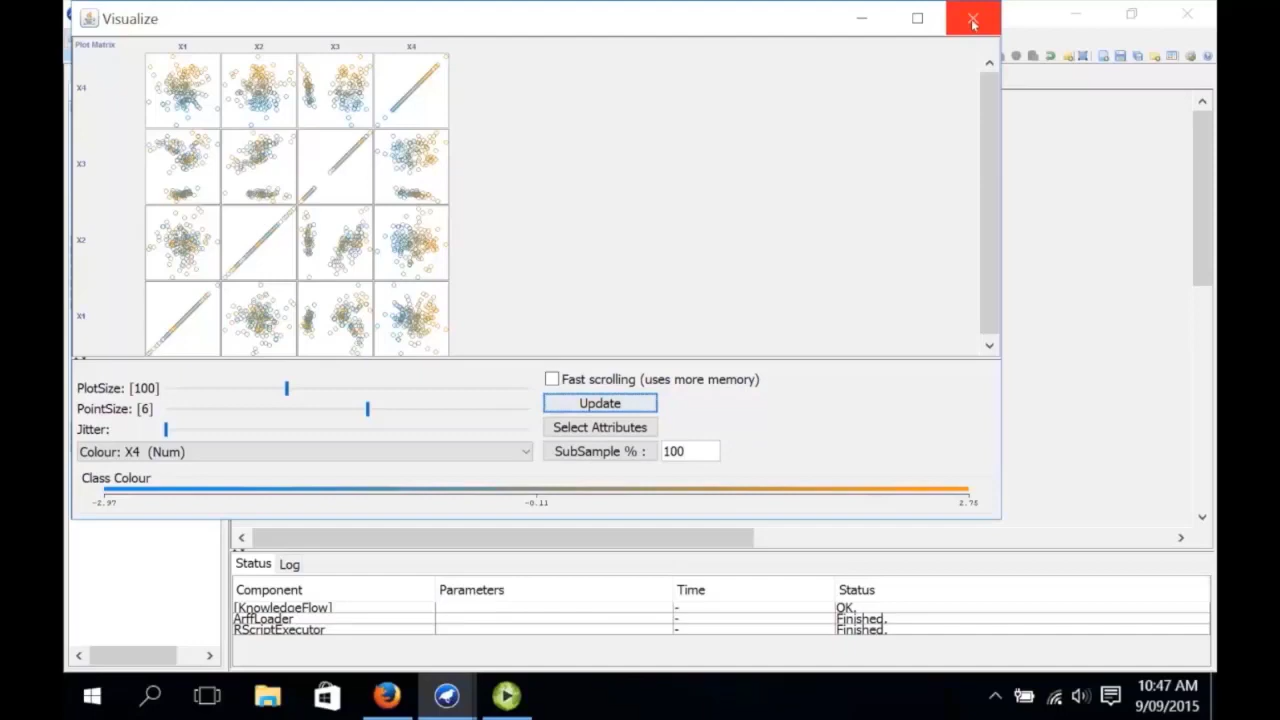 Visualize
Plot Matrix
X1 X2 X3 X4
X4
X3
X2
X1
PlotSize: [100]
Fast scrolling (uses more memory)
PointSize: [6]
Update
Jitter:
Select Attributes
Colour: X4 (Num)
SubSample % :
100
Class Colour
-2.97 -0.11 2.75
Status Log
Component Parameters Time Status
[KnowledgeFlow] - OK.
ArffLoader - Finished.
RScriptExecutor - Finished.
10:47 AM
9/09/2015